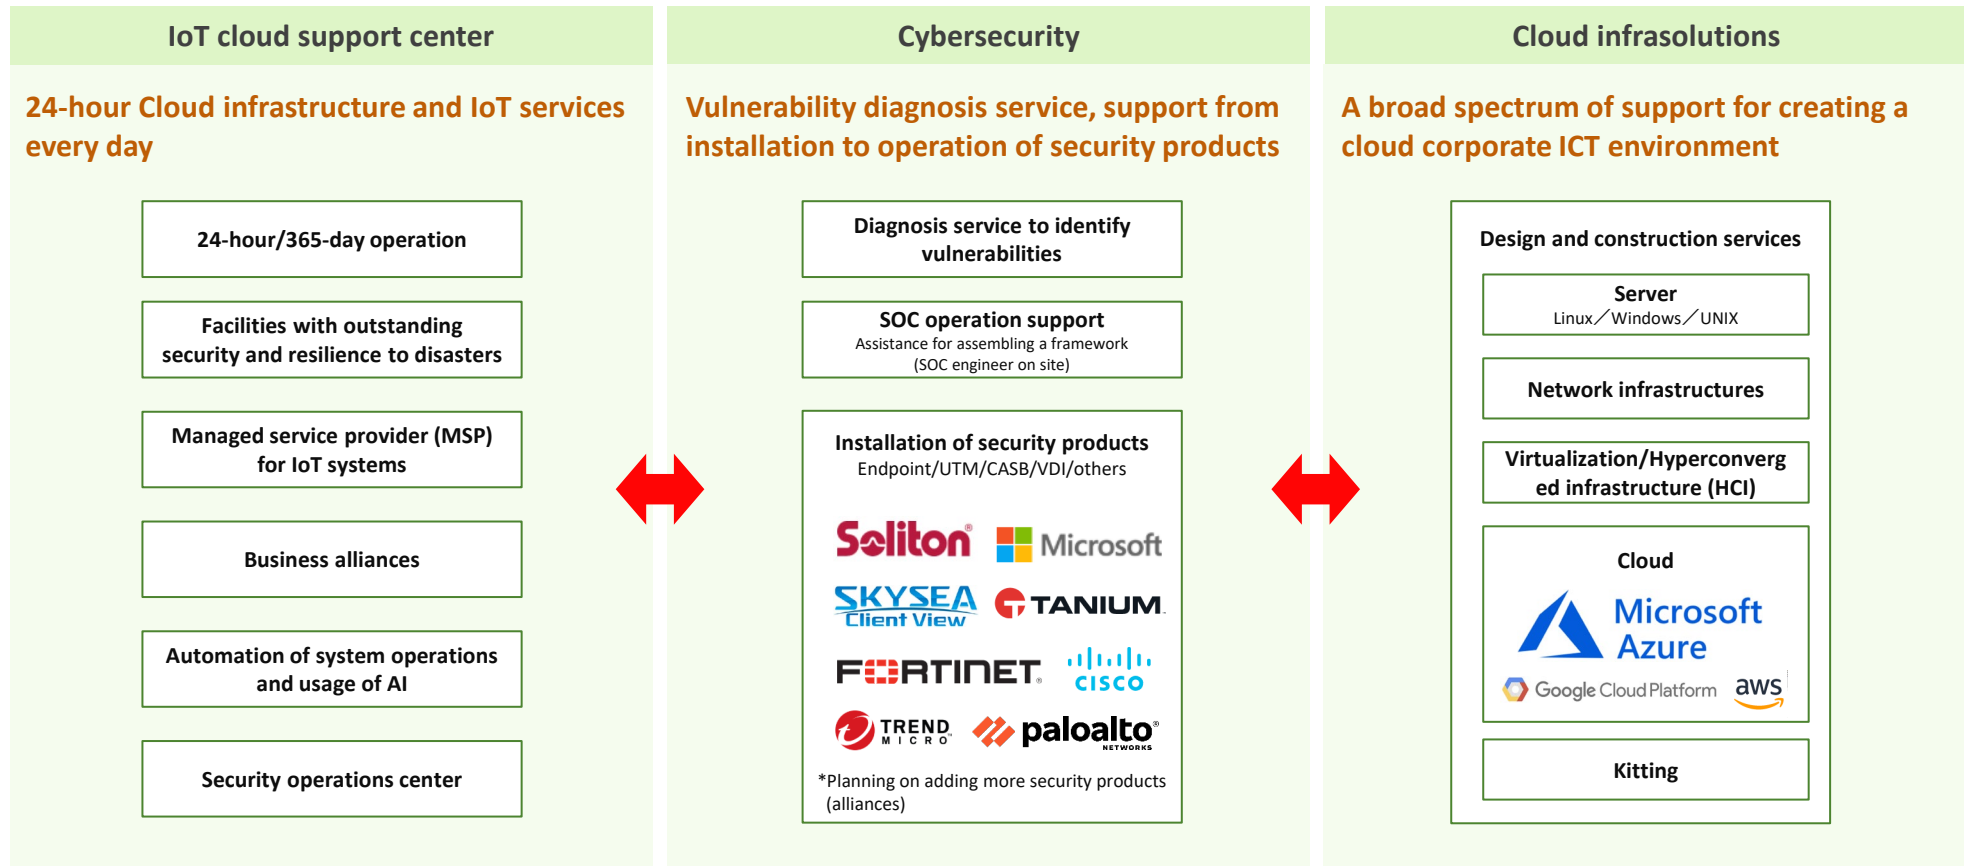 IoT cloud support center
24-hour Cloud infrastructure and IoT services
every day
24-hour/365-day operation
Facilities with outstanding
security and resilience to disasters
Managed service provider (MSP)
for IoT systems
Business alliances
Automation of system operations
and usage of AI
Security operations center
Cybersecurity
Vulnerability diagnosis service, support from
installation to operation of security products
Diagnosis service to identify
vulnerabilities
SOC operation support
Assistance for assembling a framework
(SOC engineer on site)
Installation of security products
Endpoint/UTM/CASB/VDI/others
Soliton®
Microsoft
SKYSEA
Client View
TANIUM™
FORTINET®
CISCO
TREND
MICRO™
paloalto®
NETWORKS
*Planning on adding more security products
(alliances)
Cloud infrasolutions
A broad spectrum of support for creating a
cloud corporate ICT environment
Design and construction services
Server
Linux／Windows／UNIX
Network infrastructures
Virtualization/Hyperconverg
ed infrastructure (HCI)
Cloud
Microsoft
Azure
Google Cloud Platform
aws
Kitting